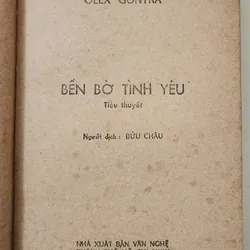 OLEX GONTRA
BẾN BỜ TÌNH YÊU
Tiểu thuyết
Người dịch : BỬU CHÂU
NHÀ XUẤT BẢN VĂN NGHỆ